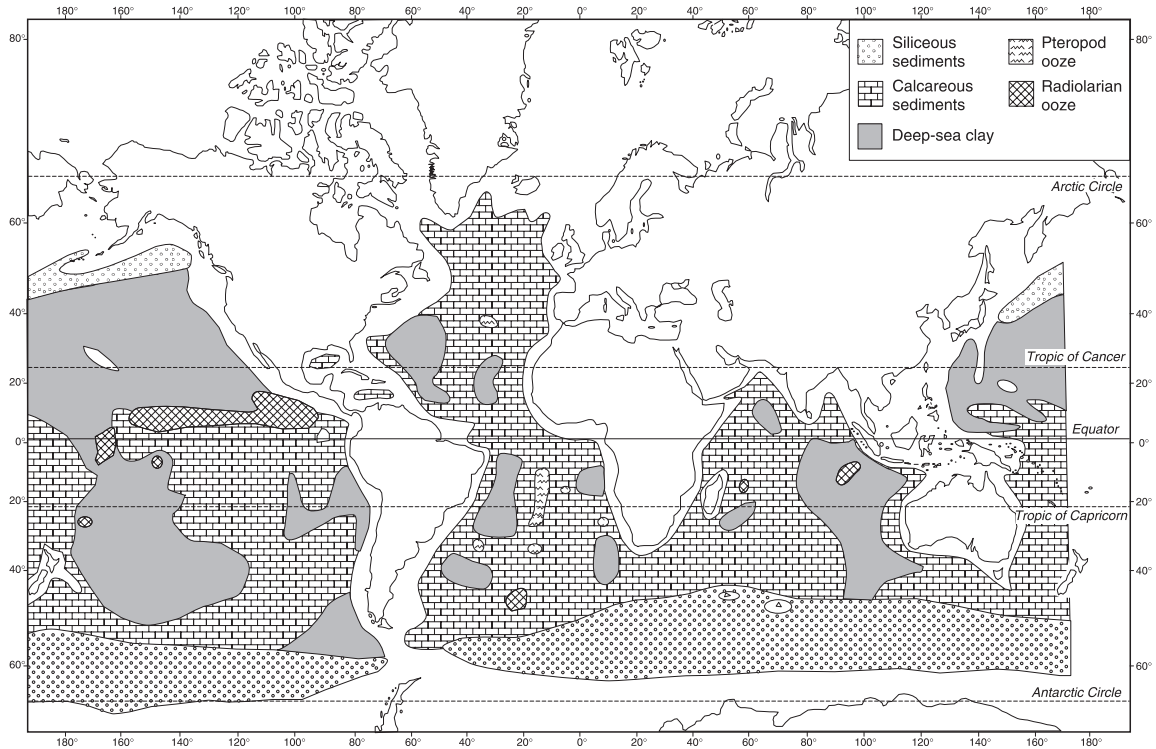 180° 160° 140° 120° 100° 80° 60° 40° 20° 0° 20° 40° 60° 80° 100° 120° 140° 160° 180°
80°
80°
Siliceous
sediments
Pteropod
ooze
Calcareous
sediments
Radiolarian
ooze
Deep-sea clay
Arctic Circle
60°
60°
40°
40°
Tropic of Cancer
20°
20°
Equator
0°
0°
20°
20°
Tropic of Capricorn
40°
40°
60°
60°
Antarctic Circle
180° 160° 140° 120° 100° 80° 60° 40° 20° 0° 20° 40° 60° 80° 100° 120° 140° 160° 180°